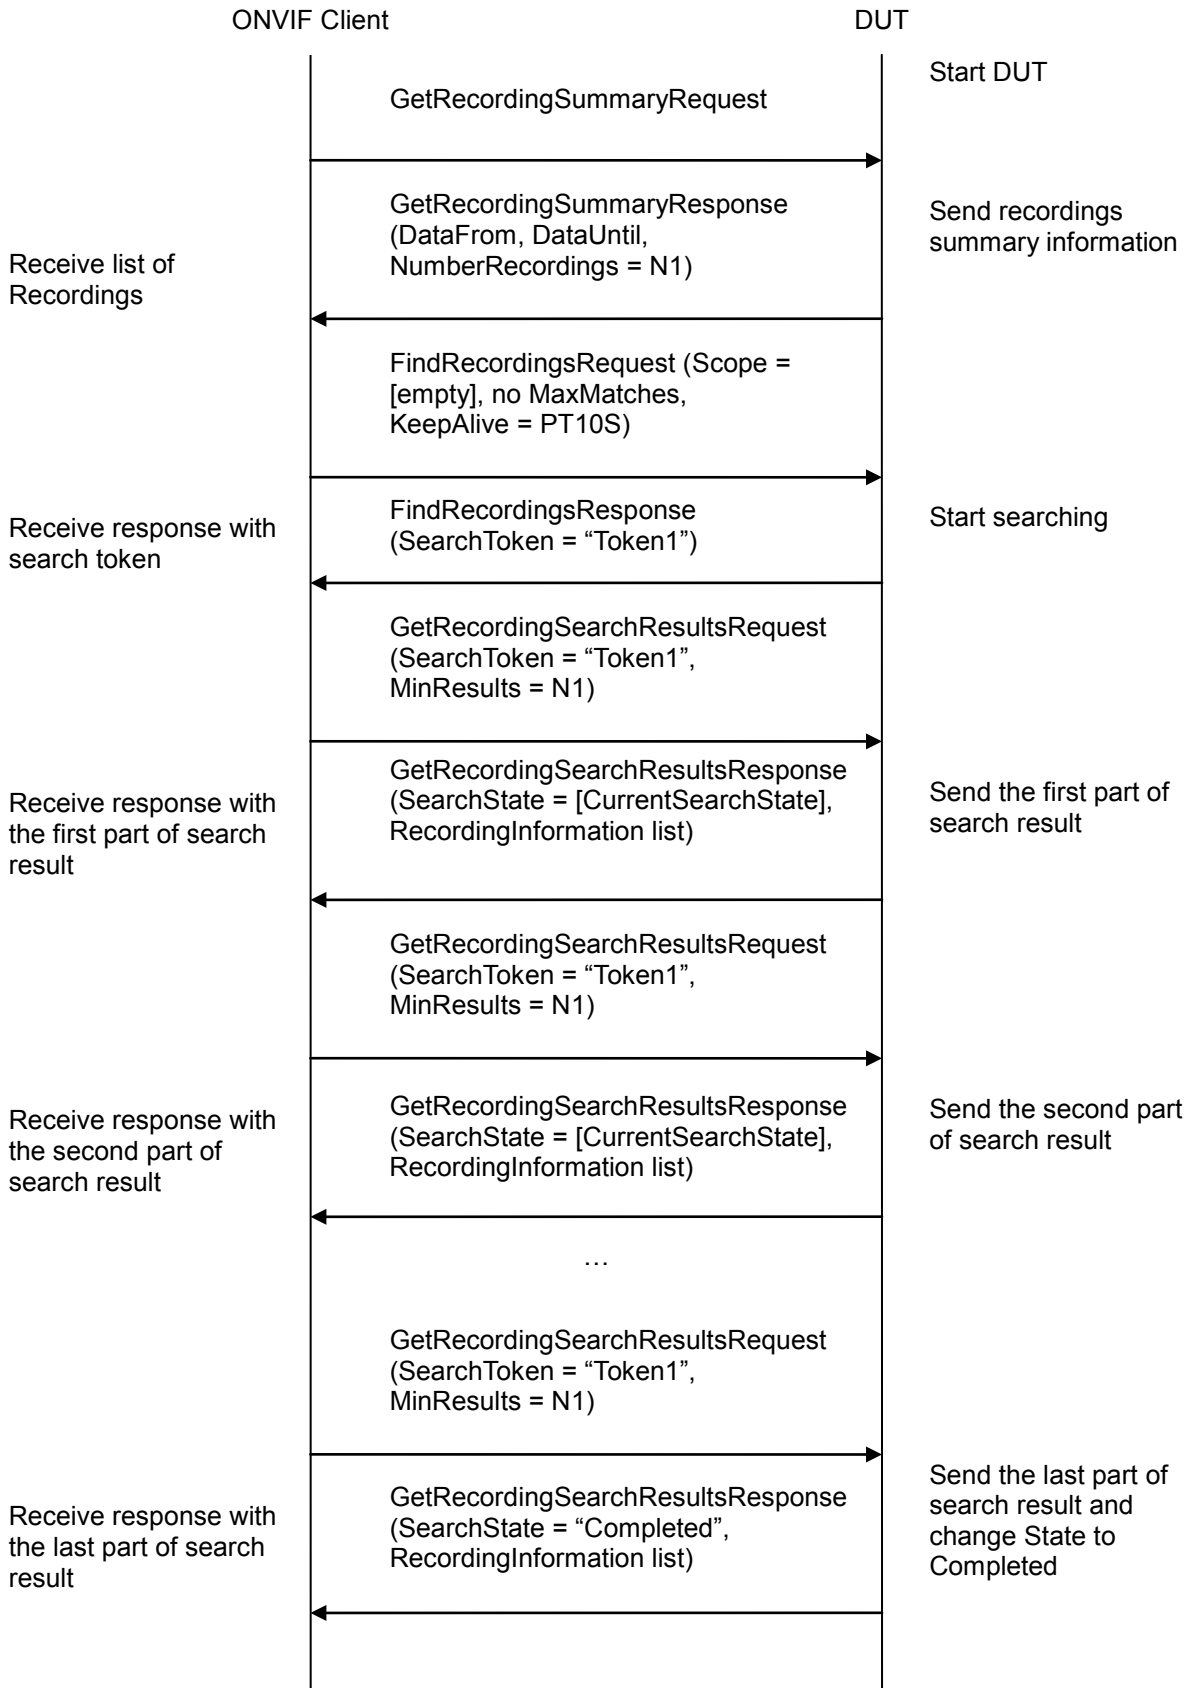 ONVIF Client
DUT
Start DUT
GetRecordingSummaryRequest
GetRecordingSummaryResponse
(DataFrom, DataUntil,
NumberRecordings = N1)
Send recordings
summary information
Receive list of
Recordings
FindRecordingsRequest (Scope =
[empty], no MaxMatches,
KeepAlive = PT10S)
FindRecordingsResponse
(SearchToken = “Token1”)
Start searching
Receive response with
search token
GetRecordingSearchResultsRequest
(SearchToken = “Token1”,
MinResults = N1)
GetRecordingSearchResultsResponse
(SearchState = [CurrentSearchState],
RecordingInformation list)
Send the first part of
search result
Receive response with
the first part of search
result
GetRecordingSearchResultsRequest
(SearchToken = “Token1”,
MinResults = N1)
GetRecordingSearchResultsResponse
(SearchState = [CurrentSearchState],
RecordingInformation list)
Send the second part
of search result
Receive response with
the second part of
search result
…
GetRecordingSearchResultsRequest
(SearchToken = “Token1”,
MinResults = N1)
Send the last part of
search result and
change State to
Completed
GetRecordingSearchResultsResponse
(SearchState = “Completed”,
RecordingInformation list)
Receive response with
the last part of search
result